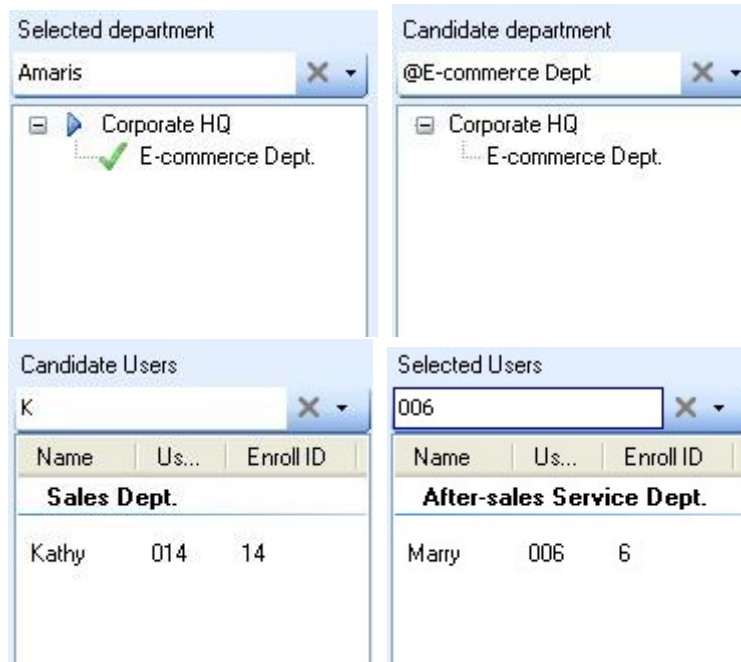 Selected department
Amaris
Corporate HQ
E-commerce Dept.
Candidate department
@E-commerce Dept
Corporate HQ
E-commerce Dept.
Candidate Users
K
Name Us... Enroll ID
Sales Dept.
Kathy 014 14
Selected Users
006
Name Us... Enroll ID
After-sales Service Dept.
Marry 006 6